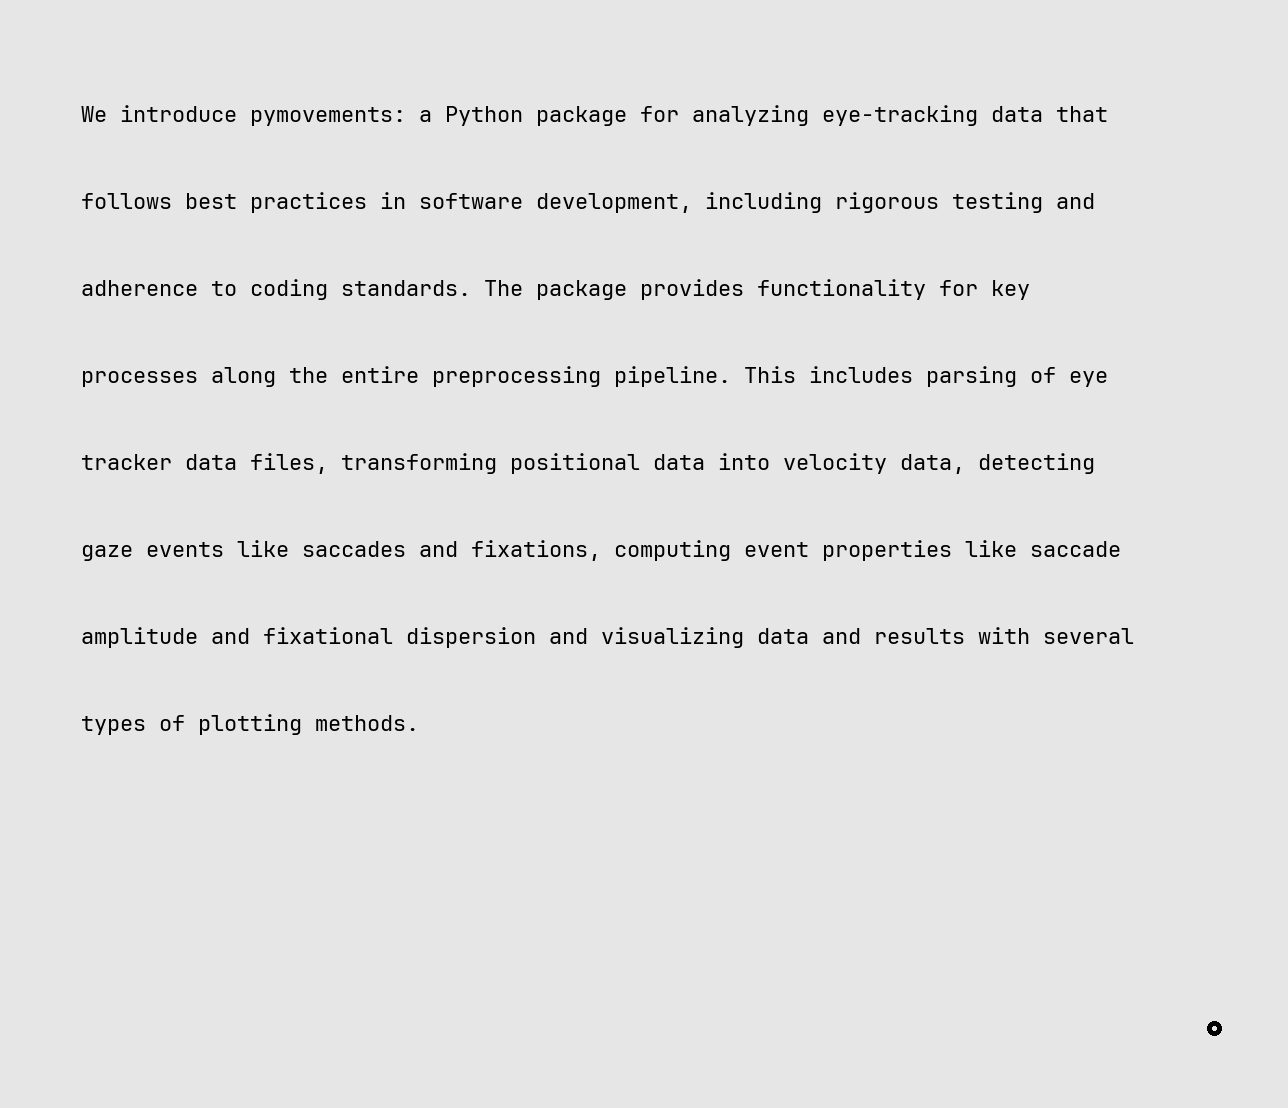 We introduce pymovements: a Python package for analyzing eye-tracking data that
follows best practices in software development, including rigorous testing and
adherence to coding standards. The package provides functionality for key
processes along the entire preprocessing pipeline. This includes parsing of eye
tracker data files, transforming positional data into velocity data, detecting
gaze events like saccades and fixations, computing event properties like saccade
amplitude and fixational dispersion and visualizing data and results with several
types of plotting methods.